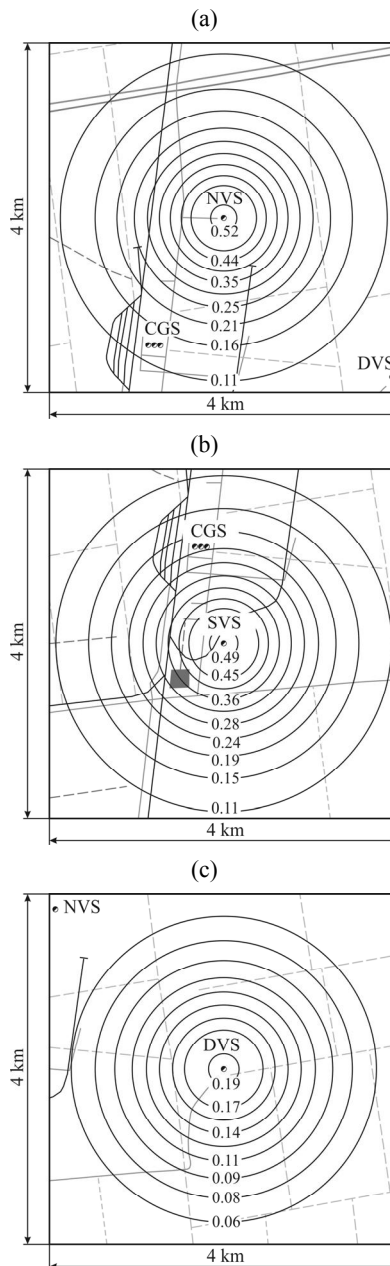 (a)
4 km
NVS
0.52
0.44
0.35
0.25
0.21
CGS
0.16
DVS
0.11
4 km
(b)
4 km
CGS
SVS
0.49
0.45
0.36
0.28
0.24
0.19
0.15
0.11
4 km
(c)
4 km
NVS
DVS
0.19
0.17
0.14
0.11
0.09
0.08
0.06
4 km